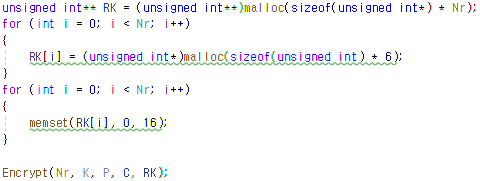 unsigned int** RK = (unsigned int**)malloc(sizeof(unsigned int*) * Nr);
for (int i = 0; i < Nr; i++)
{
RK[i] = (unsigned int*)malloc(sizeof(unsigned int) * 6);
}
for (int i = 0; i < Nr; i++)
{
memset(RK[i], 0, 16);
}
Encrypt(Nr, K, P, C, RK);